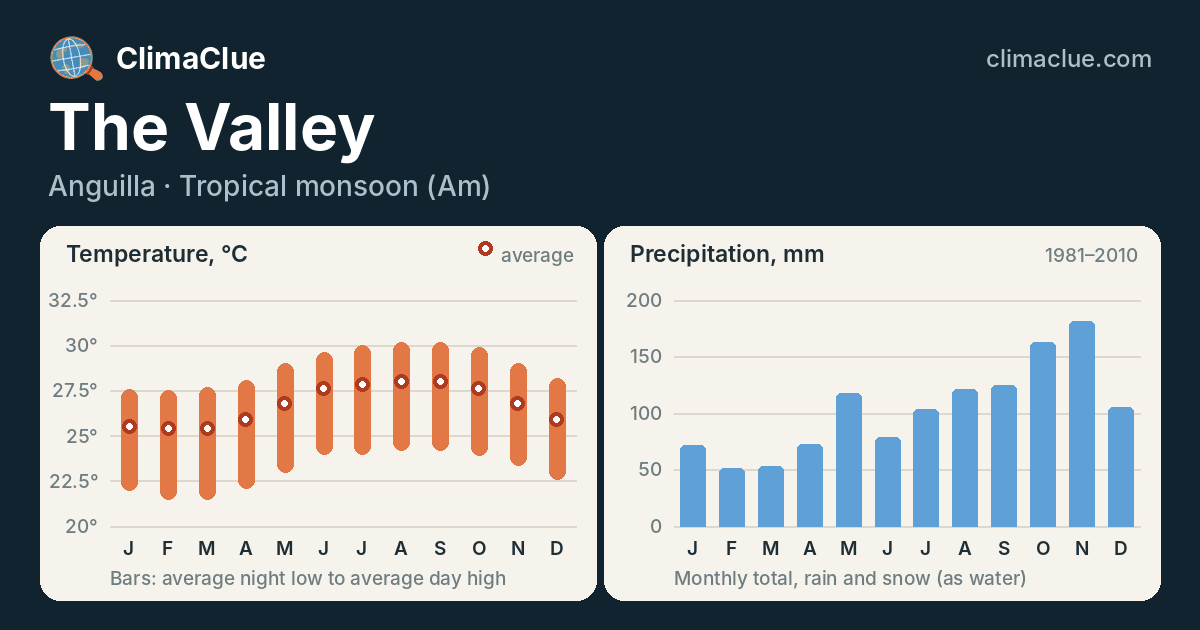 ClimaClue
climaclue.com
The Valley
Anguilla · Tropical monsoon (Am)
Temperature, °C
average
32.5°
30°
27.5°
25°
22.5°
20°
J F M A M J J A S O N D
Bars: average night low to average day high
Precipitation, mm
1981–2010
200
150
100
50
0
J F M A M J J A S O N D
Monthly total, rain and snow (as water)